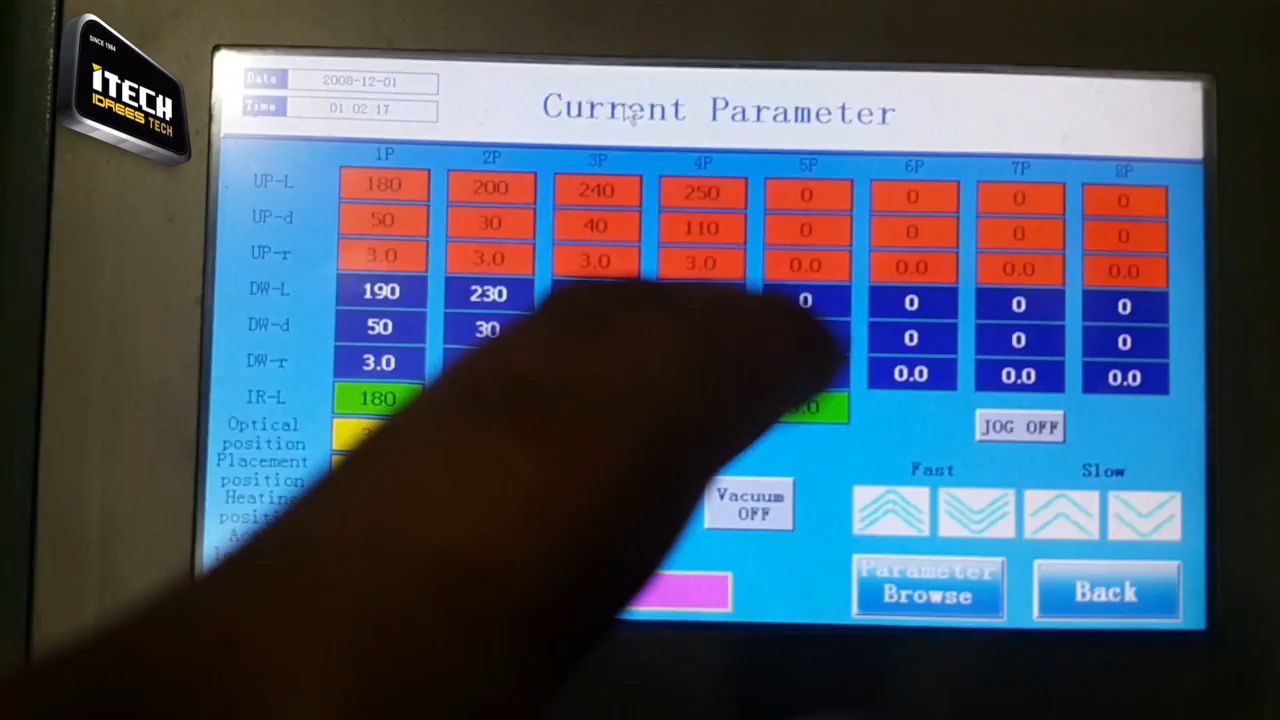 SINCE 1984
iTECH
IDREES TECH
Date 2008-12-01
Time 01 02 17
Current Parameter
1P 2P 3P 4P 5P 6P 7P 8P
UP-L 180 200 240 250 0 0 0 0
UP-d 50 30 40 110 0 0 0 0
UP-r 3.0 3.0 3.0 3.0 0.0 0.0 0.0 0.0
DW-L 190 230 0 0 0 0
DW-d 50 30 0 0 0
DW-r 3.0 0.0 0.0 0.0
IR-L 180
JOG OFF
Optical
position
Placement
position
Heating
Fast Slow
Vacuum
OFF
Parameter
Browse
Back